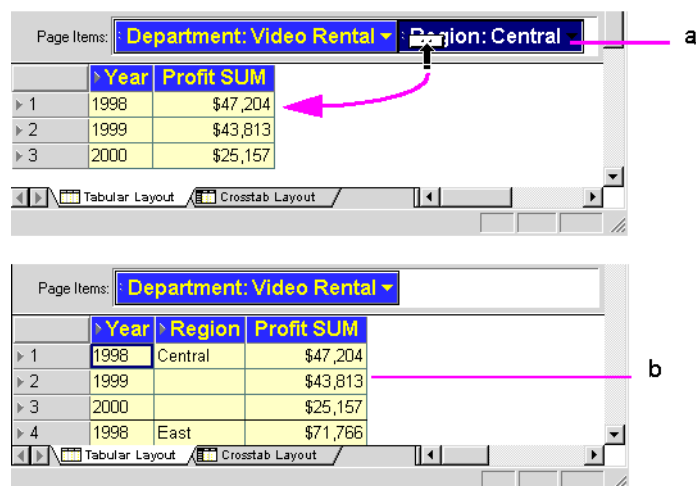 Page Items: Department: Video Rental Region: Central a
Year Profit SUM
1 1998 $47,204
2 1999 $43,813
3 2000 $25,157
Tabular Layout Crosstab Layout
Page Items: Department: Video Rental
Year Region Profit SUM
1 1998 Central $47,204
2 1999 $43,813 b
3 2000 $25,157
4 1998 East $71,766
Tabular Layout Crosstab Layout